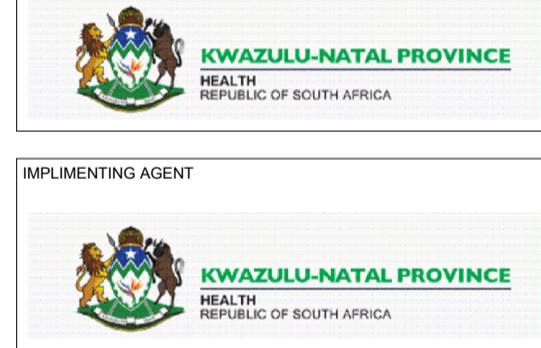 KWAZULU-NATAL PROVINCE
HEALTH
REPUBLIC OF SOUTH AFRICA
IMPLIMENTING AGENT
KWAZULU-NATAL PROVINCE
HEALTH
REPUBLIC OF SOUTH AFRICA